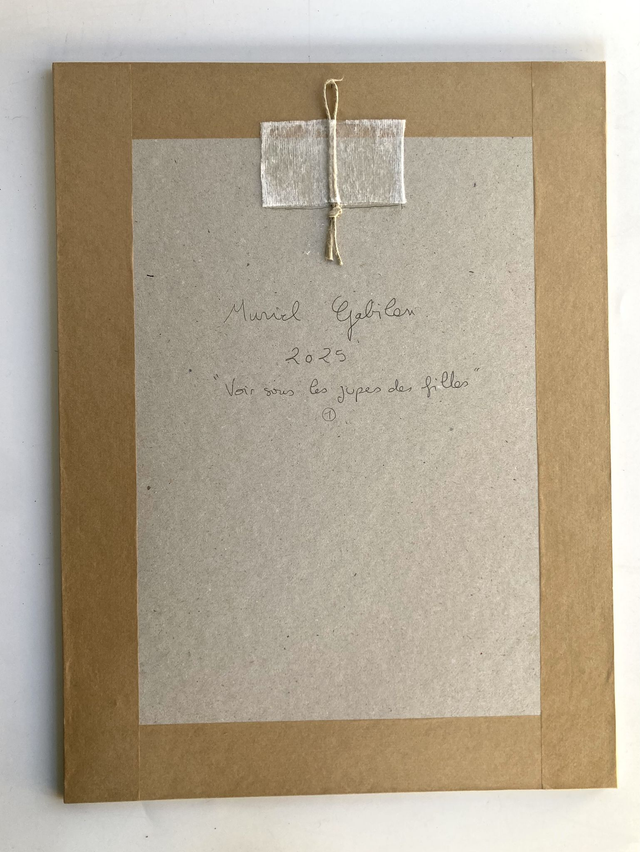 Muriel Gabilan
2025
"Voir sous les jupes des filles"
①